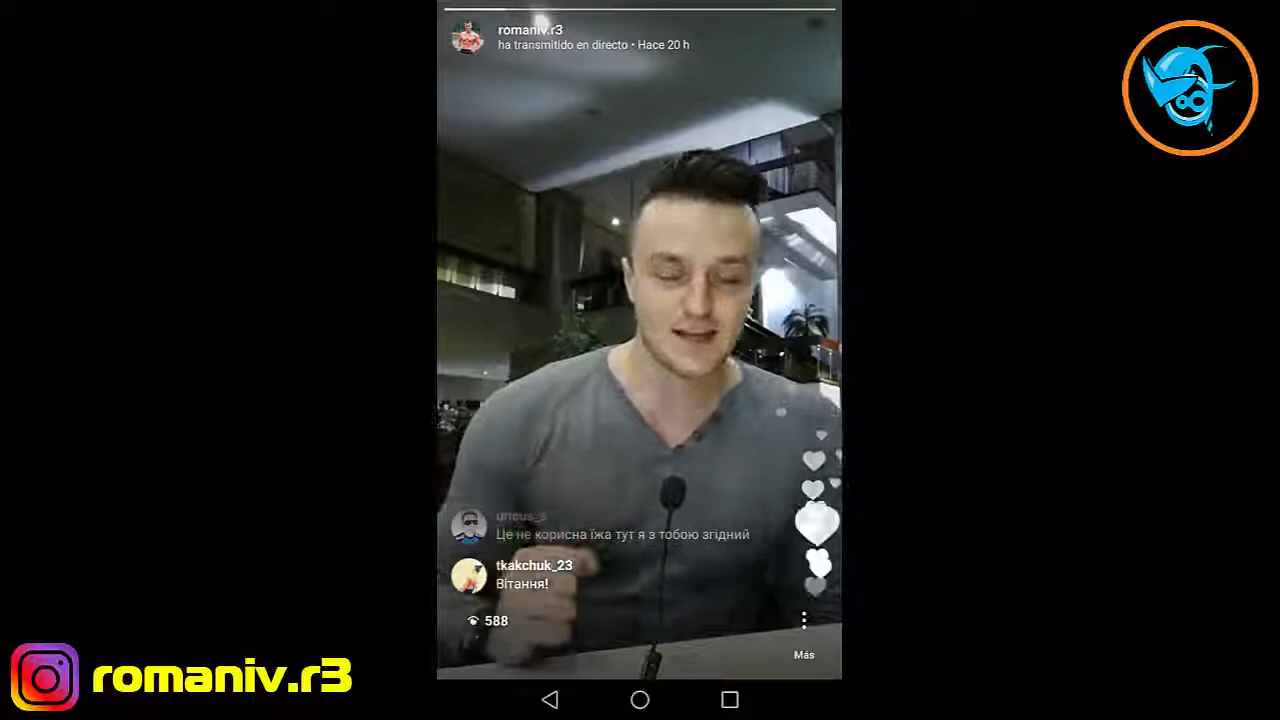 romaniv.r3
ha transmitido en directo • Hace 20 h
uncus_s
Це не корисна їжа тут я з тобою згідний
tkakchuk_23
Вітання!
588
Más
romaniv.r3